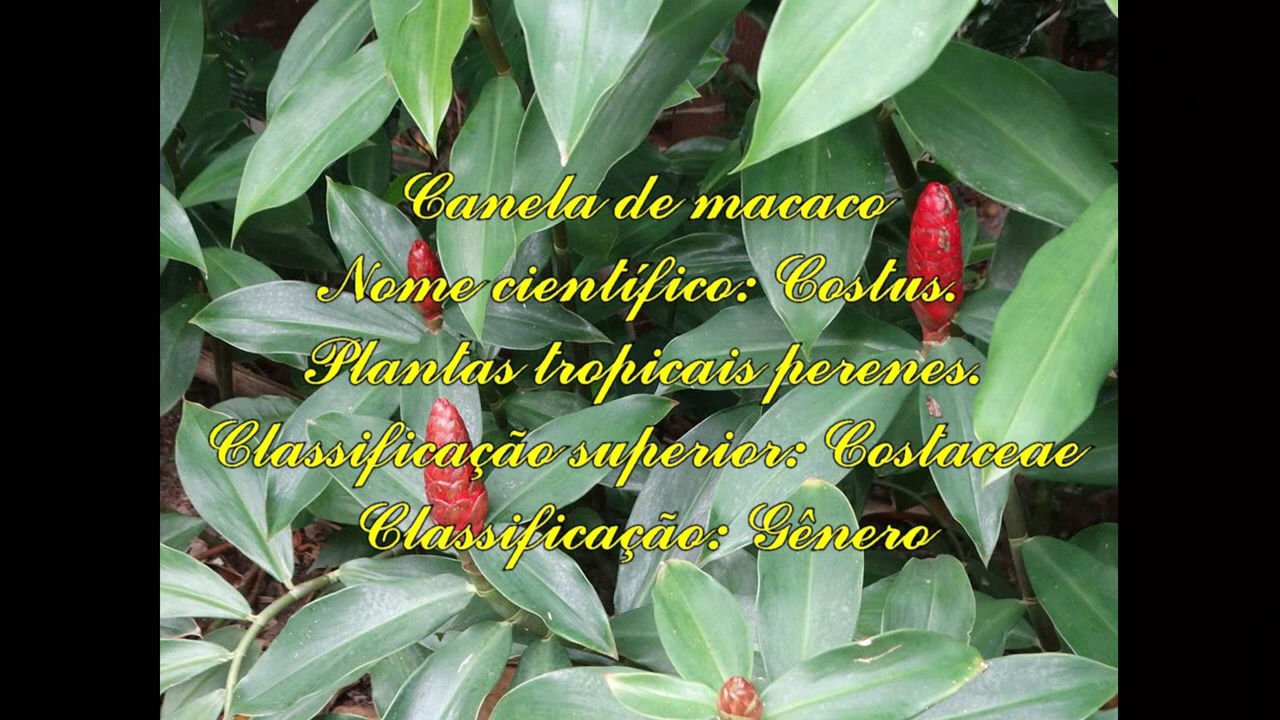 Canela de macaco
Nome científico: Costus.
Plantas tropicais perenes.
Classificação superior: Costaceae
Classificação: Gênero